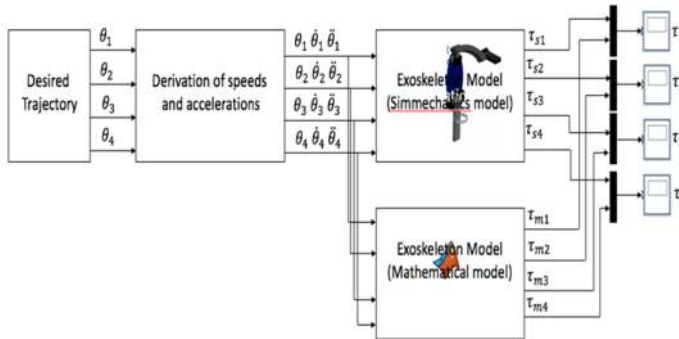 Desired
Trajectory
θ₁
θ₂
θ₃
θ₄
Derivation of speeds
and accelerations
θ₁ θ̇₁ θ̈₁
θ₂ θ̇₂ θ̈₂
θ₃ θ̇₃ θ̈₃
θ₄ θ̇₄ θ̈₄
Exoskeleton Model
(Simmechanics model)
τₛ₁
τₛ₂
τₛ₃
τₛ₄
Exoskeleton Model
(Mathematical model)
τₘ₁
τₘ₂
τₘ₃
τₘ₄
τ
τ
τ
τ